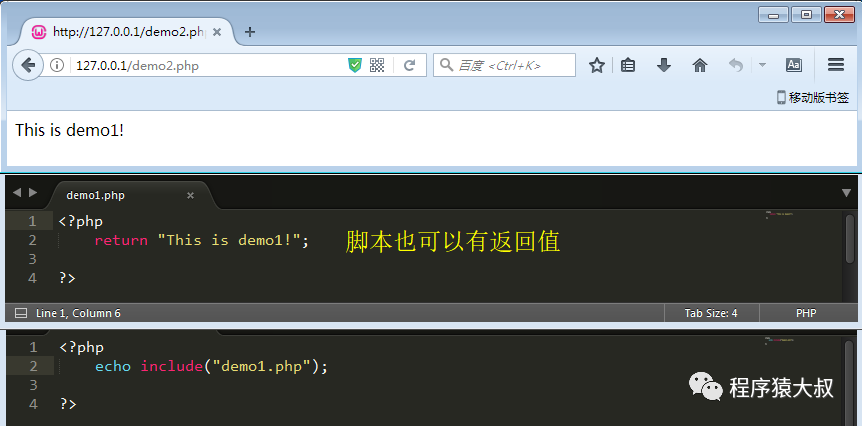 http://127.0.0.1/demo2.ph
127.0.0.1/demo2.php
百度 <Ctrl+K>
移动版书签
This is demo1!
demo1.php
1 <?php
2 return "This is demo1!"; 脚本也可以有返回值
3
4 ?>
Line 1, Column 6 Tab Size: 4 PHP
1 <?php
2 echo include("demo1.php");
3
4 ?>
程序猿大叔